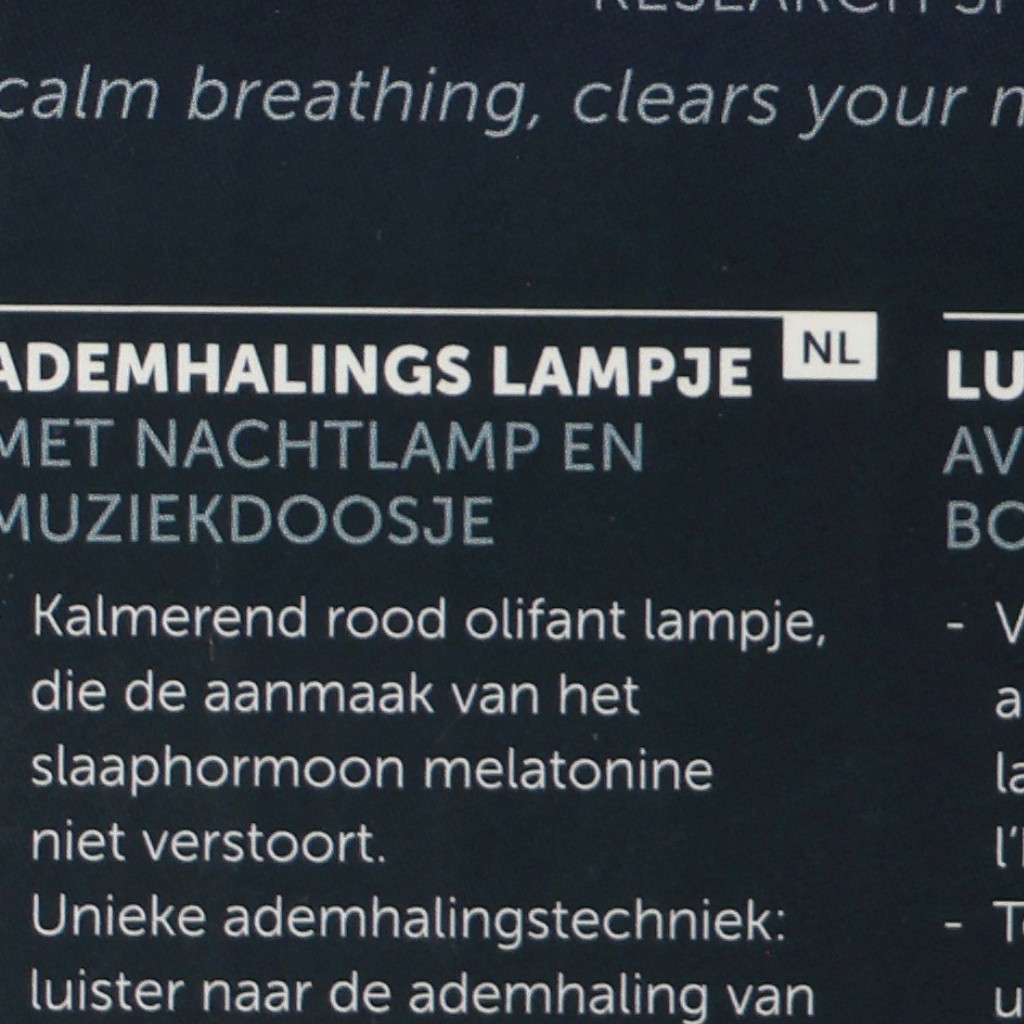 calm breathing, clears your
ADEMHALINGS LAMPJE NL
MET NACHTLAMP EN
MUZIEKDOOSJE
Kalmerend rood olifant lampje,
die de aanmaak van het
slaaphormoon melatonine
niet verstoort.
Unieke ademhalingstechniek:
luister naar de ademhaling van
LU
AV
BO
- V
a
la
l'
- Te
u